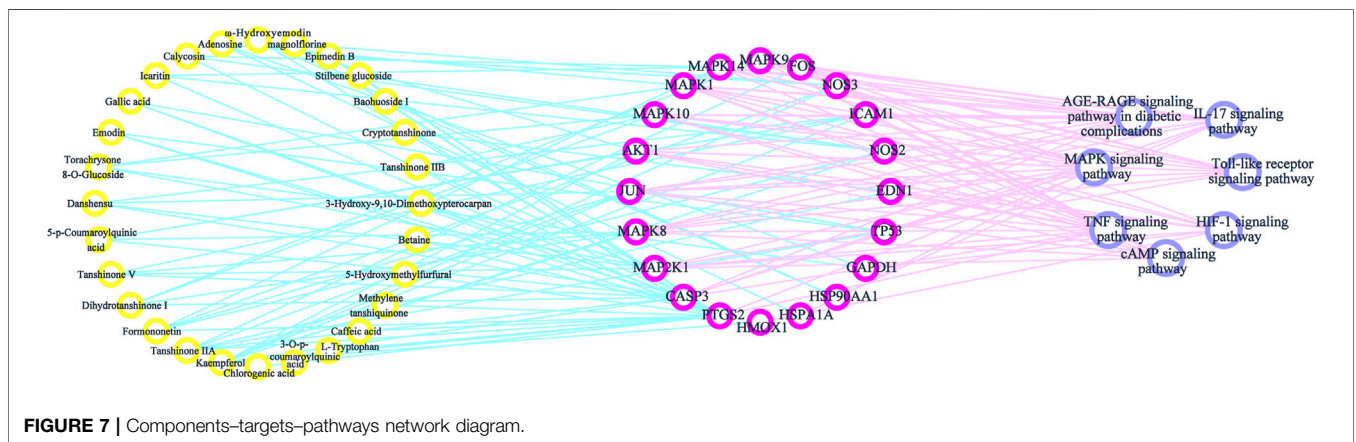 ω-Hydroxyemodin
Adenosine
magnolflorine
Calycosin
Epimedin B
Icaritin
Stilbene glucoside
Gallic acid
Baohuoside I
Emodin
Cryptotanshinone
Torachrysone
8-O-Glucoside
Tanshinone IIB
Danshensu
3-Hydroxy-9,10-Dimethoxypterocarpan
5-p-Coumaroylquinic
acid
Betaine
Tanshinone V
5-Hydroxymethylfurfural
Dihydrotanshinone I
Methylene
tanshiquinone
Formononetin
Caffeic acid
Tanshinone IIA
L-Tryptophan
3-O-p-
coumaroylquinic
acid
Kaempferol
Chlorogenic acid
MAPK9
MAPK14
FOS
MAPK1
NOS3
MAPK10
ICAM1
AKT1
NOS2
JUN
EDN1
MAPK8
TP53
MAP2K1
GAPDH
CASP3
HSP90AA1
PTGS2
HSPA1A
HMOX1
AGE-RAGE signaling
pathway in diabetic
complications
IL-17 signaling
pathway
MAPK signaling
pathway
Toll-like receptor
signaling pathway
TNF signaling
pathway
HIF-1 signaling
pathway
cAMP signaling
pathway
FIGURE 7 | Components–targets–pathways network diagram.